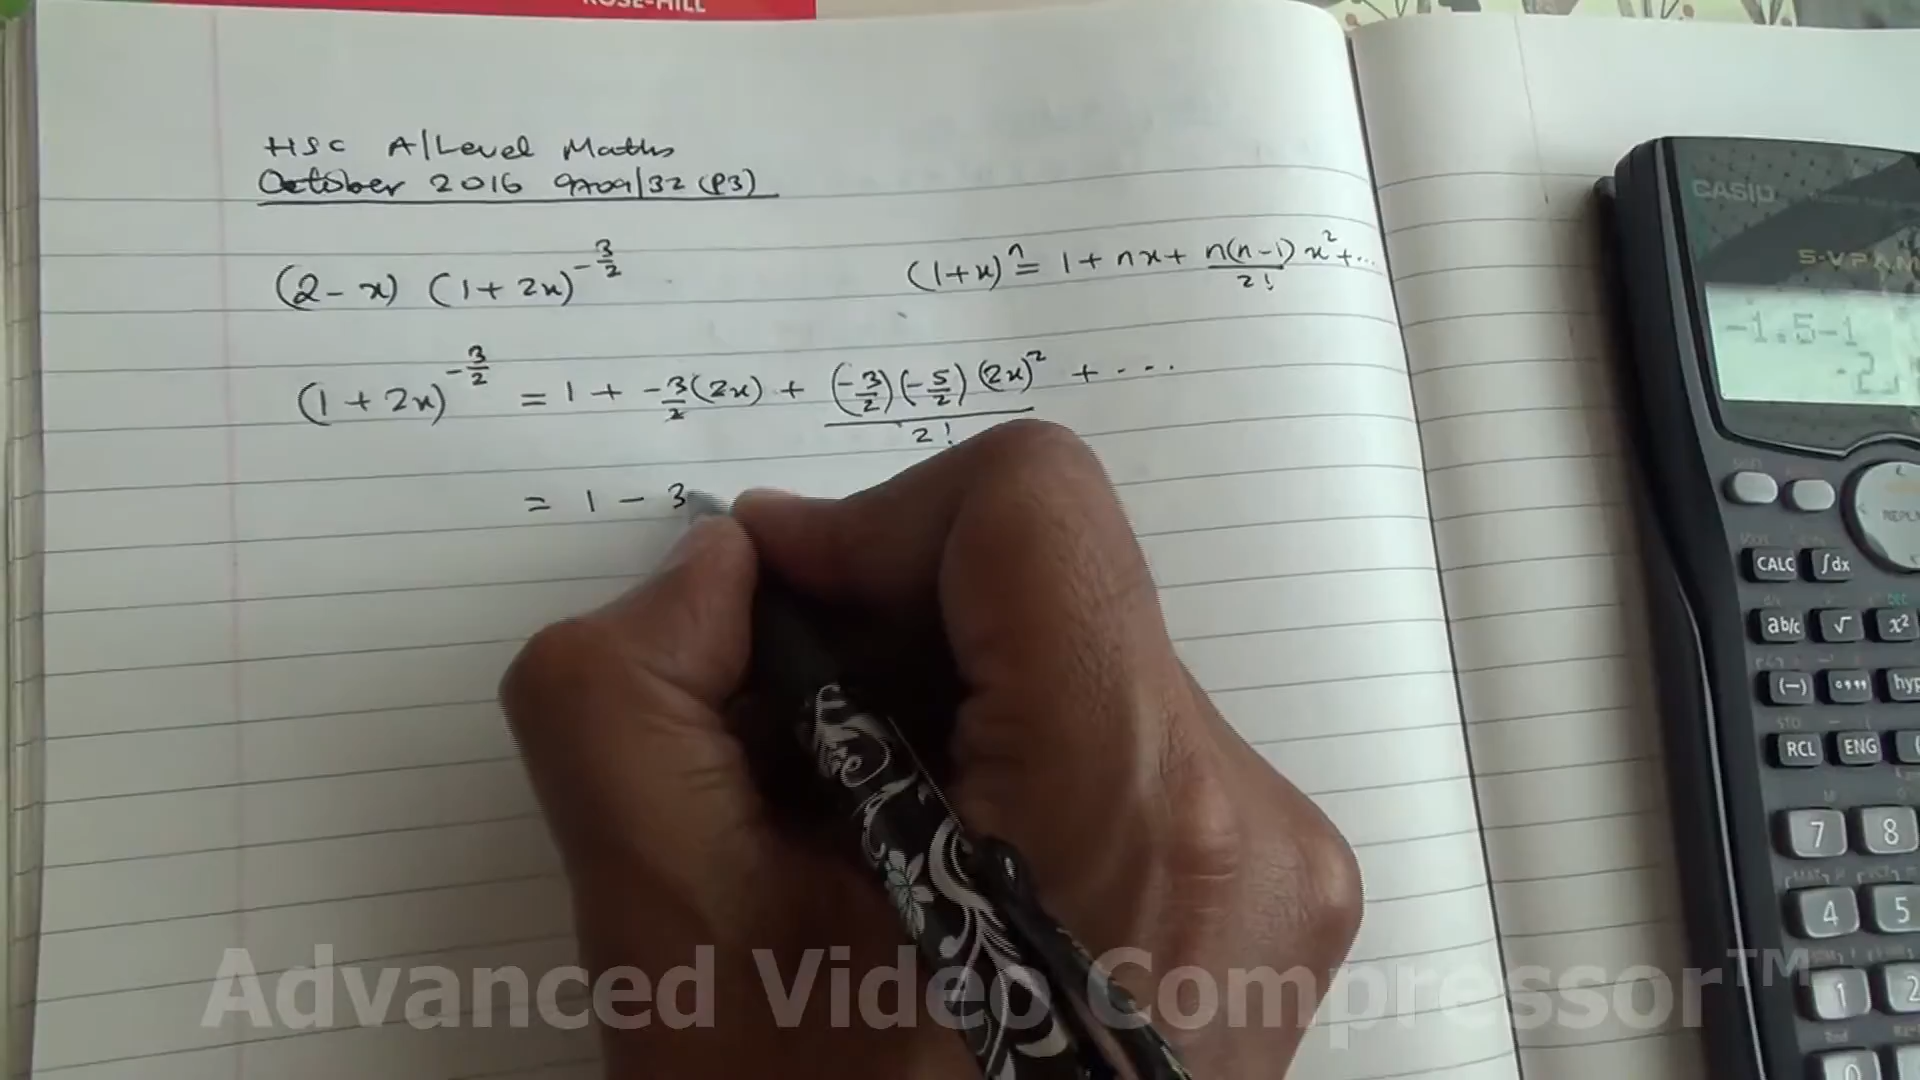 ROSE-HILL
HSC A/Level Maths
October 2016 9709/32 (P3)
(2-x) (1+2x)^-3/2
(1+x)^n = 1 + nx + n(n-1)x^2/2! + ...
(1+2x)^-3/2 = 1 + -3/2(2x) + (-3/2)(-5/2)(2x)^2/2! + ...
= 1 - 3
CASIO
S-V.P.A.M
-1.5-1
-2.
CALC ∫dx
ab/c √ x²
(-) °,,, hyp
STO
RCL ENG (
7 8
4 5
1 2
0
Advanced Video Compressor™